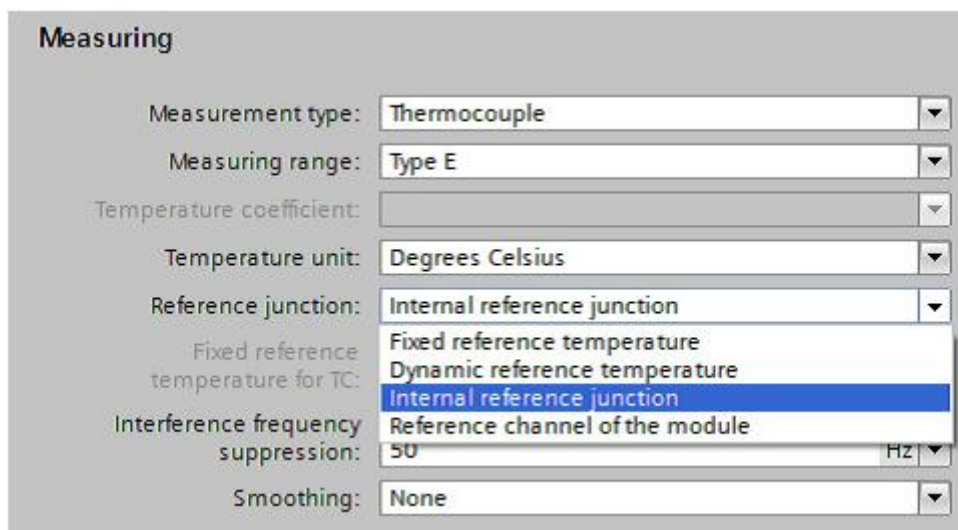 Measuring
Measurement type: Thermocouple
Measuring range: Type E
Temperature coefficient:
Temperature unit: Degrees Celsius
Reference junction: Internal reference junction
Fixed reference temperature
Dynamic reference temperature
Internal reference junction
Reference channel of the module
Fixed reference
temperature for TC:
Interference frequency
suppression: 50 Hz
Smoothing: None